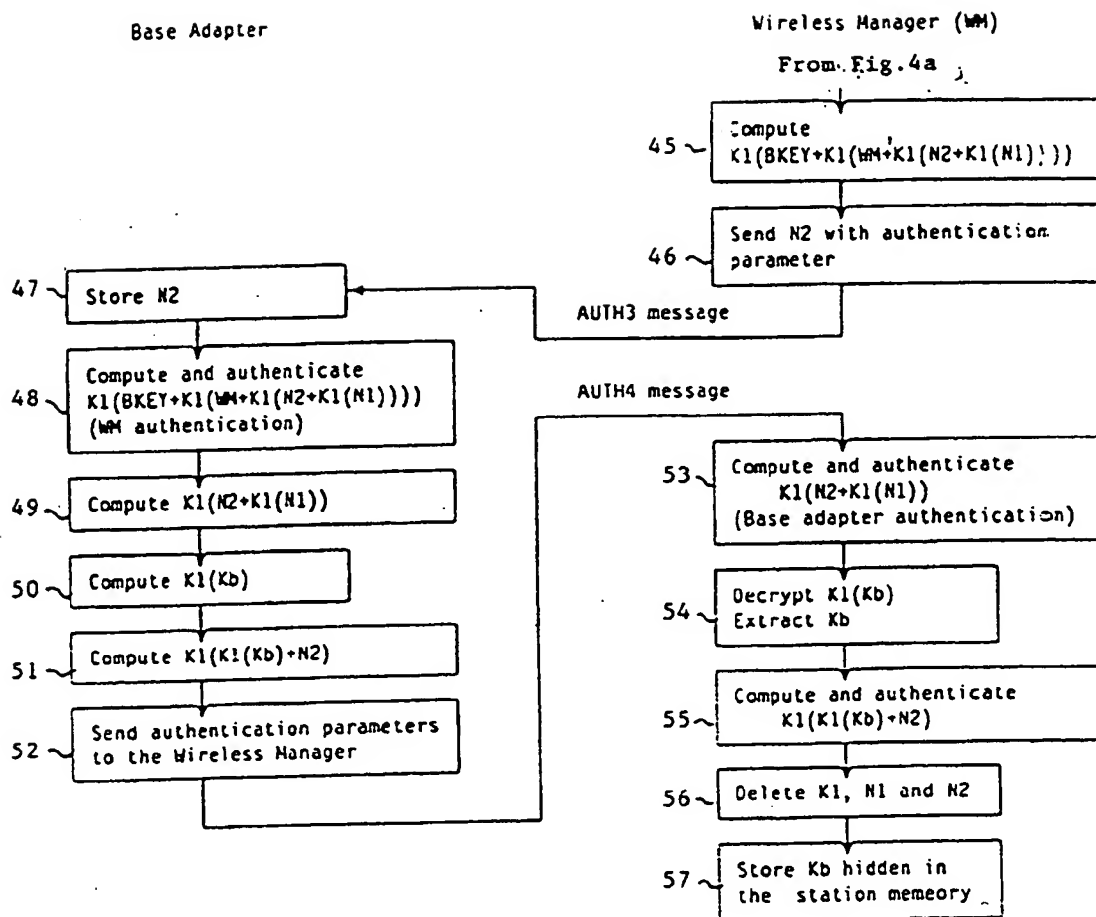 Base Adapter
Wireless Manager (WM)
From Fig.4a
45
Compute
K1(BKEY+K1(WM+K1(N2+K1(N1))))
46
Send N2 with authentication
parameter
AUTH3 message
47
Store N2
48
Compute and authenticate
K1(BKEY+K1(WM+K1(N2+K1(N1))))
(WM authentication)
49
Compute K1(N2+K1(N1))
50
Compute K1(Kb)
51
Compute K1(K1(Kb)+N2)
52
Send authentication parameters
to the Wireless Manager
AUTH4 message
53
Compute and authenticate
K1(N2+K1(N1))
(Base adapter authentication)
54
Decrypt K1(Kb)
Extract Kb
55
Compute and authenticate
K1(K1(Kb)+N2)
56
Delete K1, N1 and N2
57
Store Kb hidden in
the station memeory